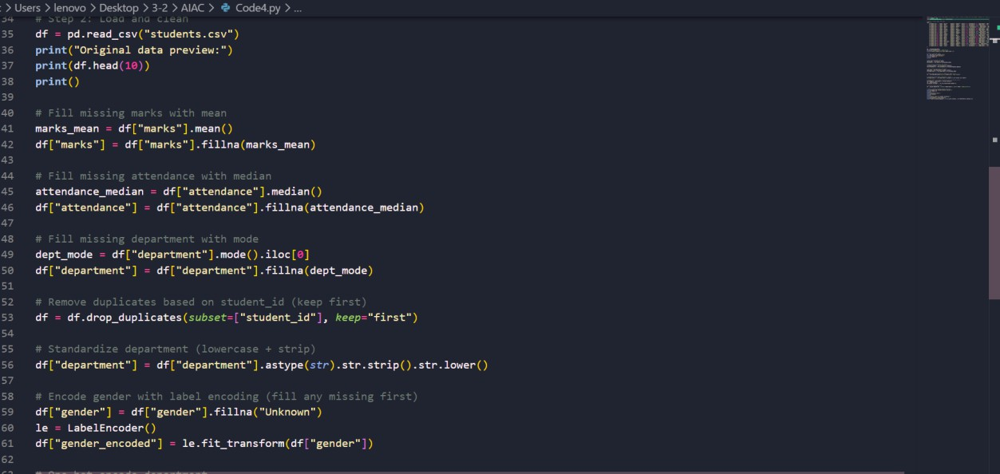 > Users > lenovo > Desktop > 3-2 > AIAC > Code4.py > ...
34 # Step 2: Load and clean
35 df = pd.read_csv("students.csv")
36 print("Original data preview:")
37 print(df.head(10))
38 print()
39
40 # Fill missing marks with mean
41 marks_mean = df["marks"].mean()
42 df["marks"] = df["marks"].fillna(marks_mean)
43
44 # Fill missing attendance with median
45 attendance_median = df["attendance"].median()
46 df["attendance"] = df["attendance"].fillna(attendance_median)
47
48 # Fill missing department with mode
49 dept_mode = df["department"].mode().iloc[0]
50 df["department"] = df["department"].fillna(dept_mode)
51
52 # Remove duplicates based on student_id (keep first)
53 df = df.drop_duplicates(subset=["student_id"], keep="first")
54
55 # Standardize department (lowercase + strip)
56 df["department"] = df["department"].astype(str).str.strip().str.lower()
57
58 # Encode gender with label encoding (fill any missing first)
59 df["gender"] = df["gender"].fillna("Unknown")
60 le = LabelEncoder()
61 df["gender_encoded"] = le.fit_transform(df["gender"])
62
63 # One-hot encode department